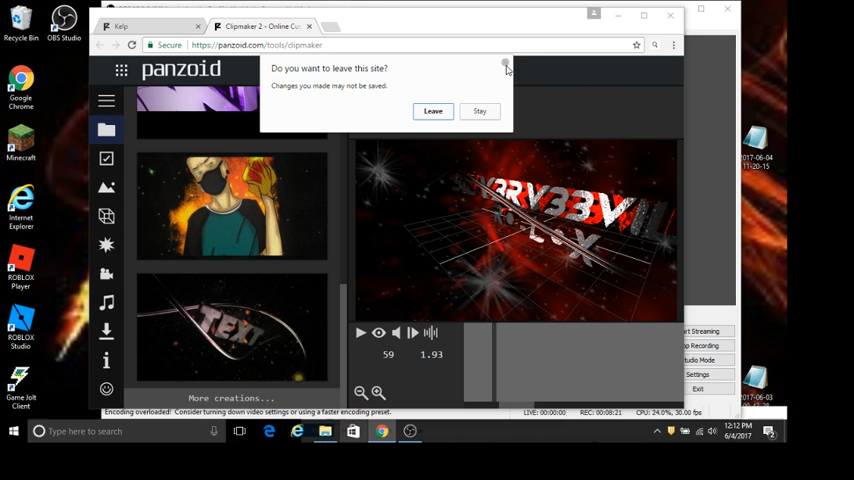 Recycle Bin
OBS Studio
Google
Chrome
Minecraft
Internet
Explorer
ROBLOX
Player
ROBLOX
Studio
Game Jolt
Client
Kelp
Clipmaker 2 - Online Cu
Secure
https://panzoid.com/tools/clipmaker
panzoid
Do you want to leave this site?
Changes you made may not be saved.
Leave
Stay
TEXT
More creations...
59
1.93
rt Streaming
op Recording
tudio Mode
Settings
Exit
2017-06-04
11-20-15
2017-06-03
Encoding overloaded! Consider turning down video settings or using a faster encoding preset.
LIVE: 00:00:00
REC: 00:08:21
CPU: 24.0%, 30.00 fps
Type here to search
12:12 PM
6/4/2017
2